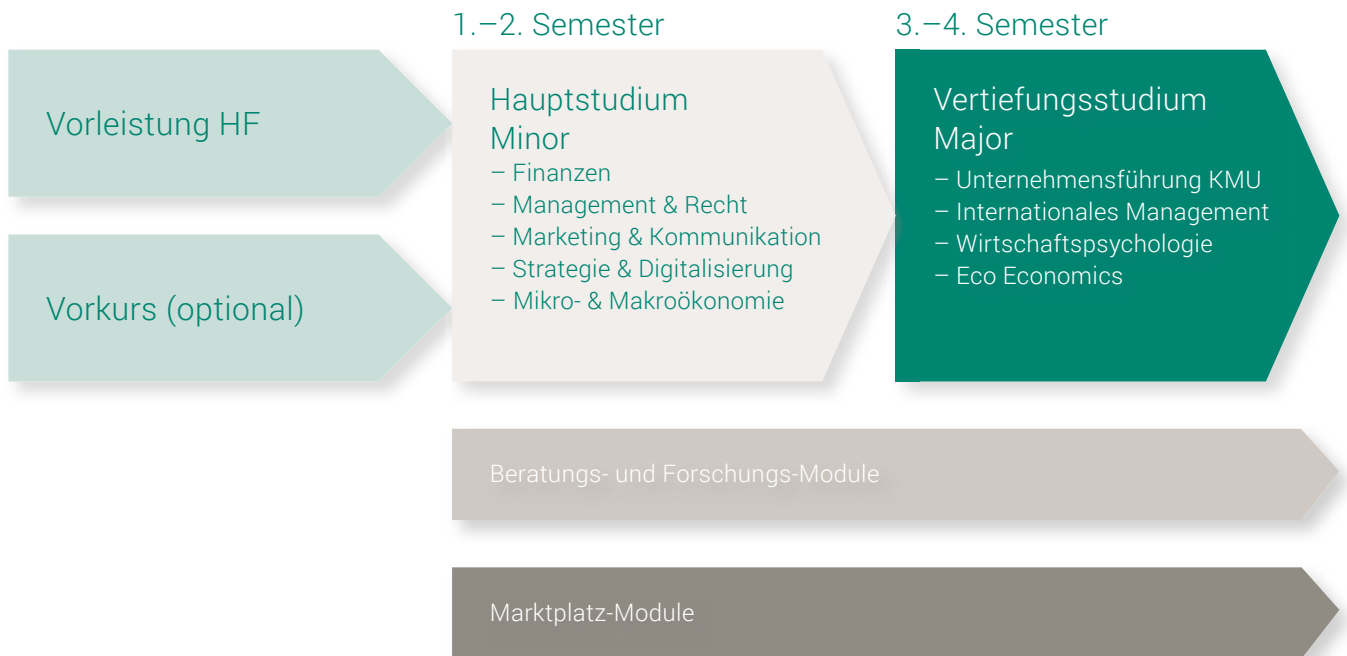 1.–2. Semester
3.–4. Semester
Vorleistung HF
Vorkurs (optional)
Hauptstudium
Minor
– Finanzen
– Management & Recht
– Marketing & Kommunikation
– Strategie & Digitalisierung
– Mikro- & Makroökonomie
Vertiefungsstudium
Major
– Unternehmensführung KMU
– Internationales Management
– Wirtschaftspsychologie
– Eco Economics
Beratungs- und Forschungs-Module
Marktplatz-Module